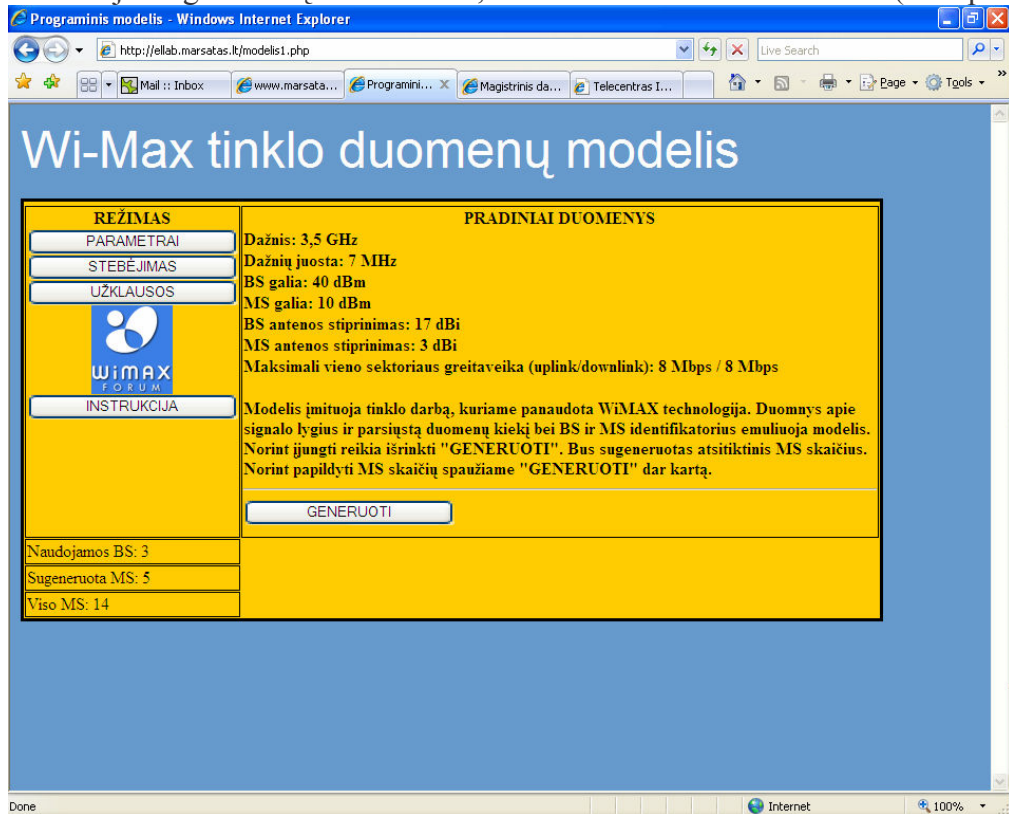 Programinis modelis - Windows Internet Explorer
http://ellab.marsatas.lt/modelis1.php
Live Search
Mail :: Inbox
www.marsata...
Programini...
Magistrinis da...
Telecentras I...
Page
Tools
Wi-Max tinklo duomenų modelis
REŽIMAS
PARAMETRAI
STEBĖJIMAS
UŽKLAUSOS
WiMAX
FORUM
INSTRUKCIJA
PRADINIAI DUOMENYS
Dažnis: 3,5 GHz
Dažnių juosta: 7 MHz
BS galia: 40 dBm
MS galia: 10 dBm
BS antenos stiprinimas: 17 dBi
MS antenos stiprinimas: 3 dBi
Maksimali vieno sektoriaus greitaveika (uplink/downlink): 8 Mbps / 8 Mbps
Modelis įmituoja tinklo darbą, kuriame panaudota WiMAX technologija. Duomnys apie
signalo lygius ir parsiųstą duomenų kiekį bei BS ir MS identifikatorius emuliuoja modelis.
Norint įjungti reikia išrinkti "GENERUOTI". Bus sugeneruotas atsitiktinis MS skaičius.
Norint papildyti MS skaičių spaužiame "GENERUOTI" dar kartą.
GENERUOTI
Naudojamos BS: 3
Sugeneruota MS: 5
Viso MS: 14
Done
Internet
100%